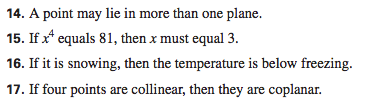 14. A point may lie in more than one plane.
15. If x⁴ equals 81, then x must equal 3.
16. If it is snowing, then the temperature is below freezing.
17. If four points are collinear, then they are coplanar.